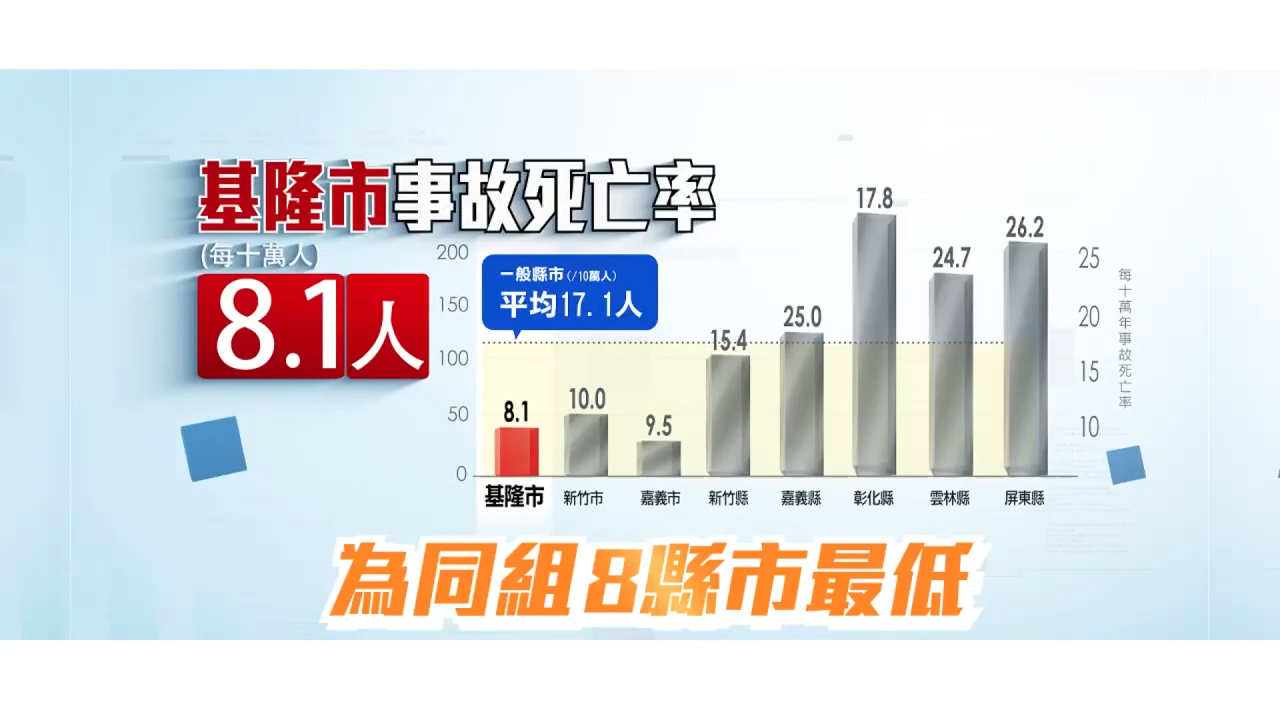 基隆市事故死亡率
(每十萬人)
8.1人
一般縣市(/10萬人)
平均17.1人
200
150
100
50
0
8.1
10.0
9.5
15.4
25.0
17.8
24.7
26.2
25
20
15
10
每十萬年事故死亡率
基隆市 新竹市 嘉義市 新竹縣 嘉義縣 彰化縣 雲林縣 屏東縣
為同組8縣市最低